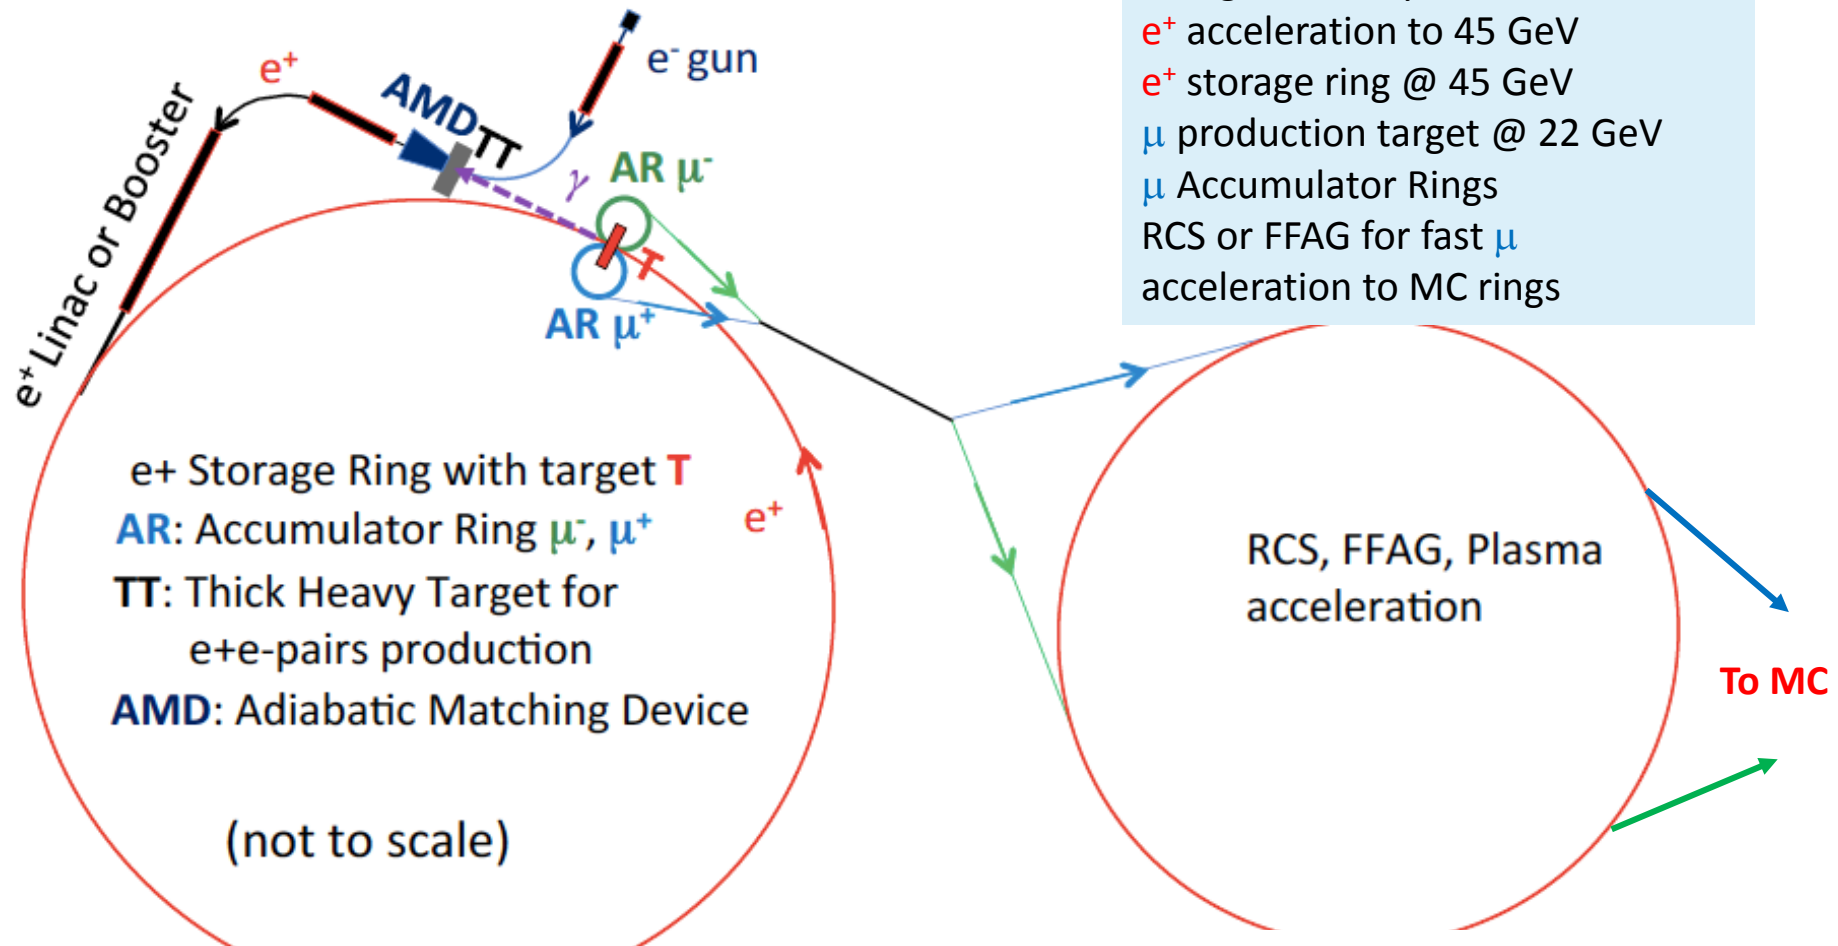 e⁺ acceleration to 45 GeV
e⁺ storage ring @ 45 GeV
μ production target @ 22 GeV
μ Accumulator Rings
RCS or FFAG for fast μ
acceleration to MC rings
e⁻ gun
e⁺
AMD
TT
γ
AR μ⁻
T
AR μ⁺
e⁺ Linac or Booster
e+ Storage Ring with target T
AR: Accumulator Ring μ⁻, μ⁺
TT: Thick Heavy Target for
e+e-pairs production
AMD: Adiabatic Matching Device
e⁺
(not to scale)
RCS, FFAG, Plasma
acceleration
To MC